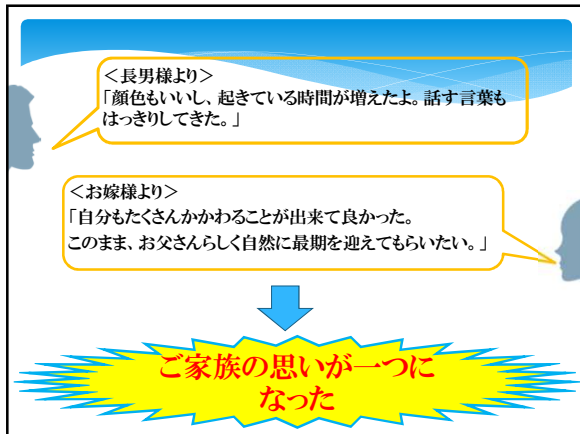 ＜長男様より＞
「顔色もいいし、起きている時間が増えたよ。話す言葉も
はっきりしてきた。」
＜お嫁様より＞
「自分もたくさんかかわることが出来て良かった。
このまま、お父さんらしく自然に最期を迎えてもらいたい。」
ご家族の思いが一つに
なった